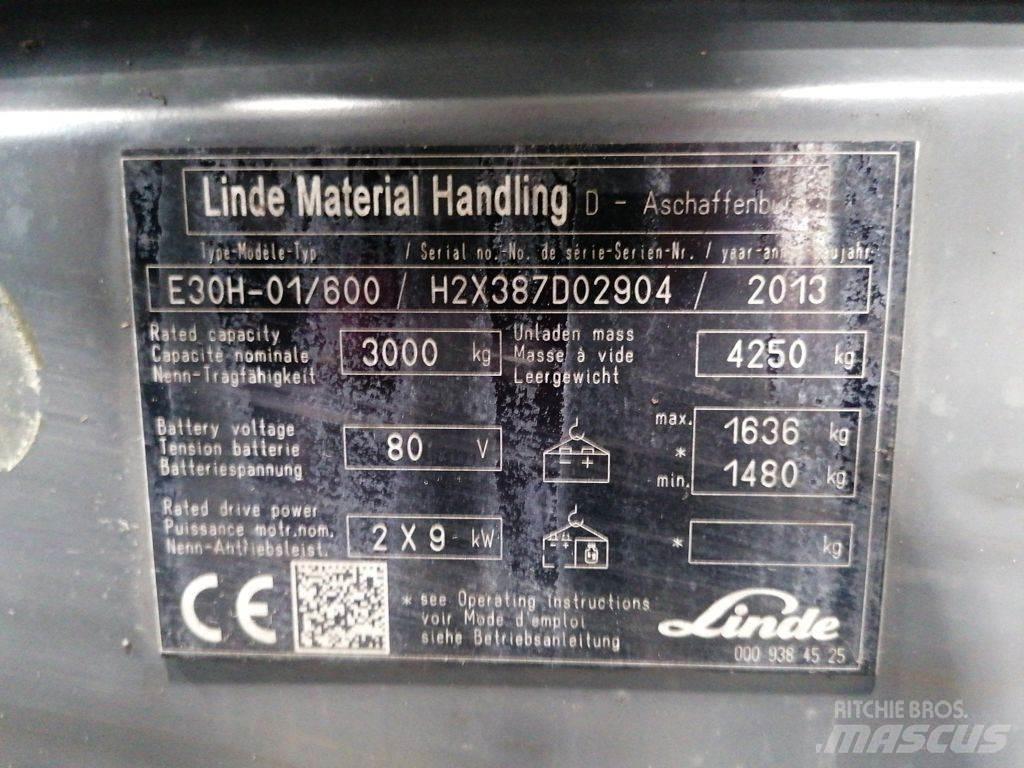 Linde Material Handling D - Aschaffenburg
Type-Modèle-Typ / Serial no.-No. de série-Serien-Nr. / year-année-Baujahr
E30H-01/600 / H2X387D02904 / 2013
Rated capacity
Capacité nominale
Nenn-Tragfähigkeit
3000 kg
Unladen mass
Masse à vide
Leergewicht
4250 kg
Battery voltage
Tension batterie
Batteriespannung
80 V
- +
max. 1636 kg
*
min. 1480 kg
Rated drive power
Puissance motr.nom.
Nenn-Antriebsleist.
2 X 9 kW
* kg
CE
* see Operating Instructions
voir Mode d'emploi
siehe Betriebsanleitung
Linde
000 938 45 25
RITCHIE BROS.
MASCUS